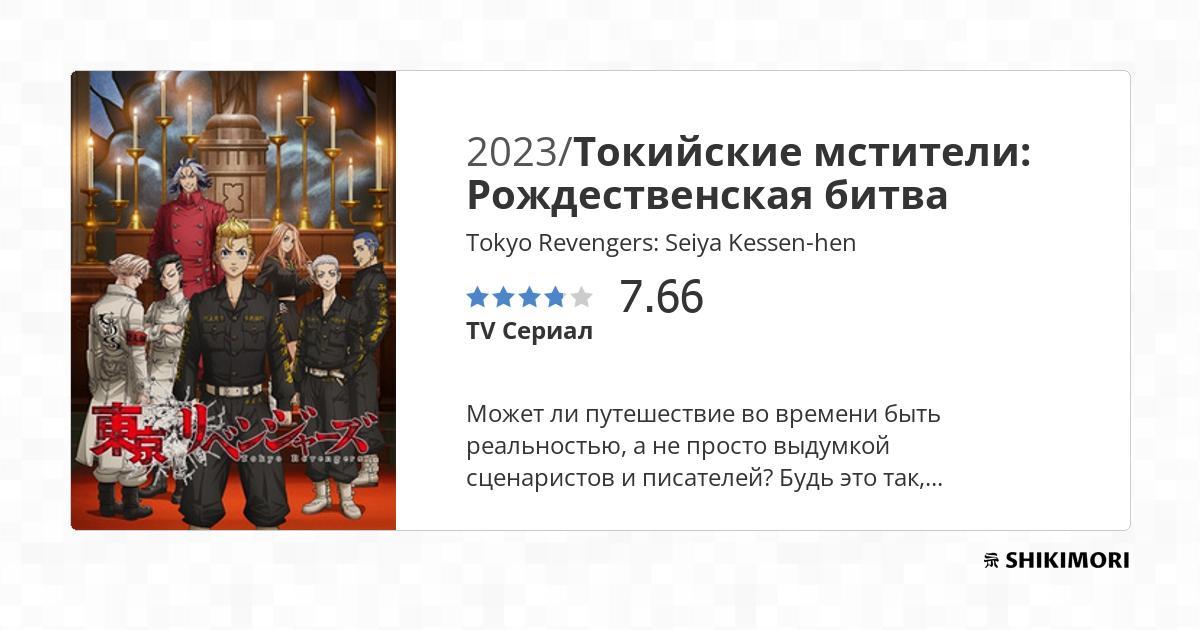 東京リベンジャーズ
Tokyo Revengers
2023/Токийские мстители:
Рождественская битва
Tokyo Revengers: Seiya Kessen-hen
7.66
TV Сериал
Может ли путешествие во времени быть
реальностью, а не просто выдумкой
сценаристов и писателей? Будь это так,...
SHIKIMORI